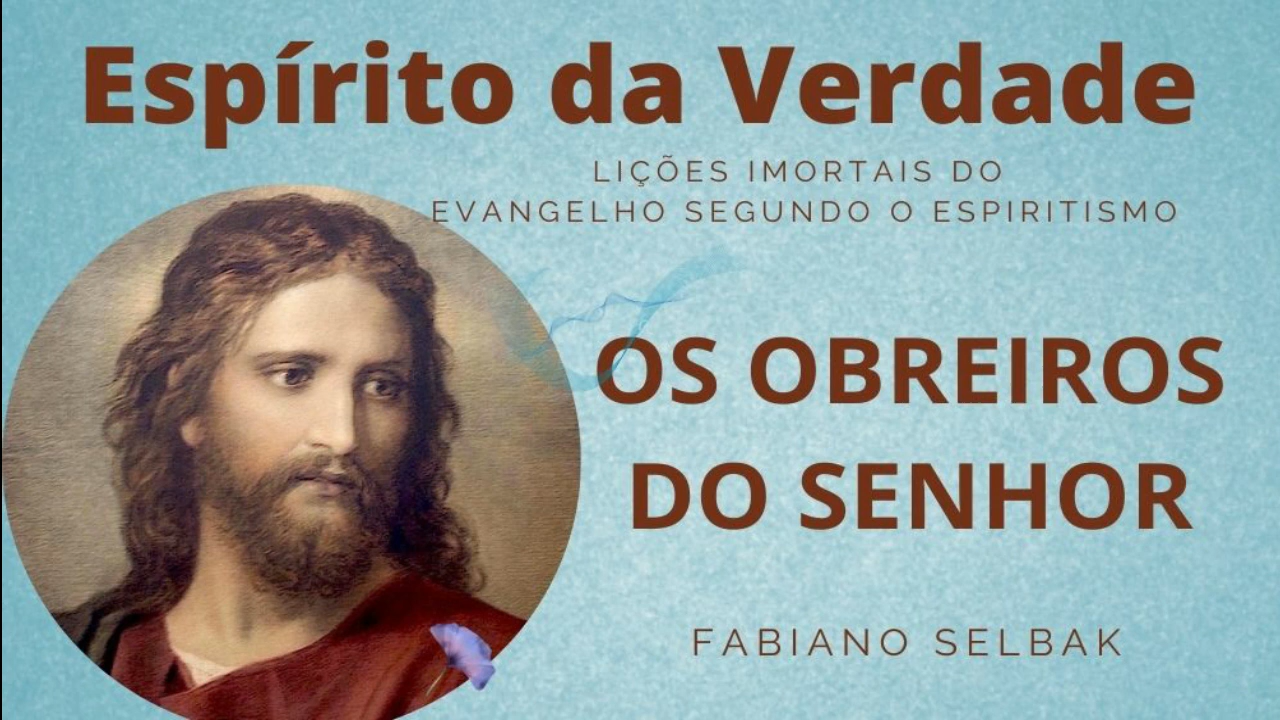 Espírito da Verdade
LIÇÕES IMORTAIS DO
EVANGELHO SEGUNDO O ESPIRITISMO
OS OBREIROS
DO SENHOR
FABIANO SELBAK